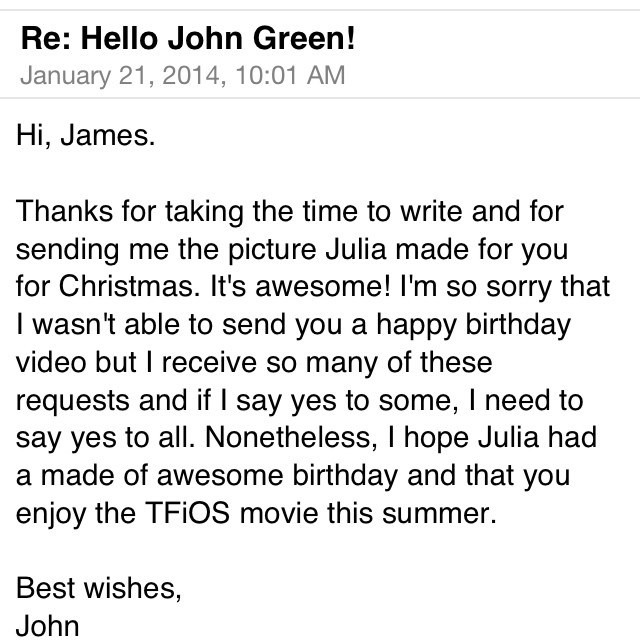 Re: Hello John Green!
January 21, 2014, 10:01 AM
Hi, James.
Thanks for taking the time to write and for
sending me the picture Julia made for you
for Christmas. It's awesome! I'm so sorry that
I wasn't able to send you a happy birthday
video but I receive so many of these
requests and if I say yes to some, I need to
say yes to all. Nonetheless, I hope Julia had
a made of awesome birthday and that you
enjoy the TFiOS movie this summer.
Best wishes,
John